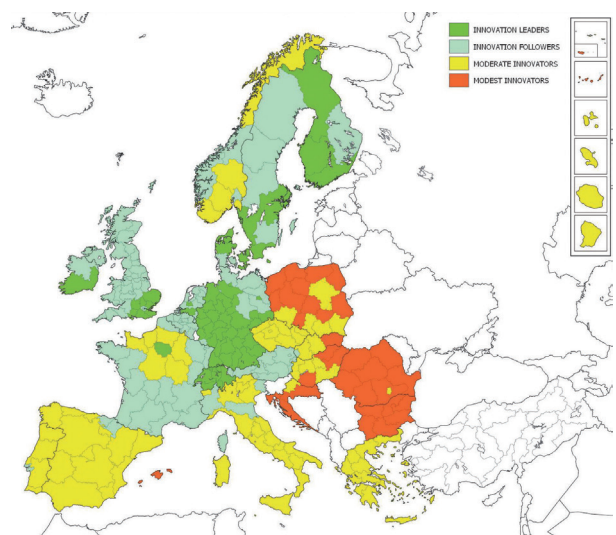 INNOVATION LEADERS
INNOVATION FOLLOWERS
MODERATE INNOVATORS
MODEST INNOVATORS